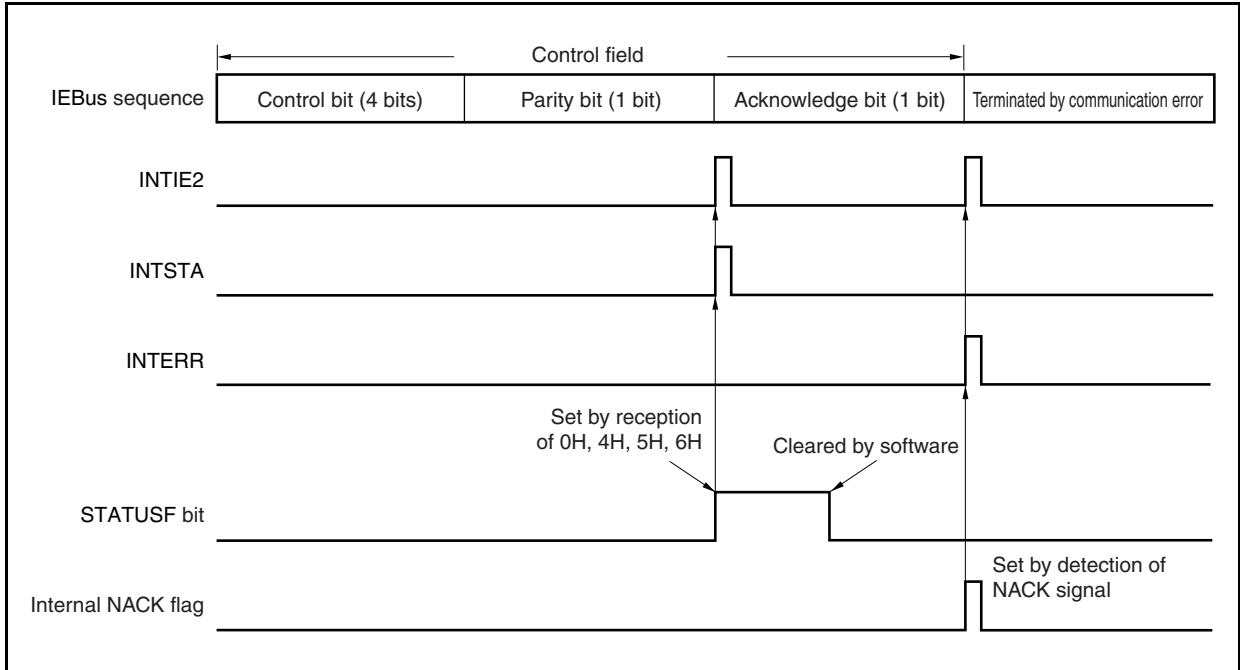 Control field
IEBus sequence
Control bit (4 bits)
Parity bit (1 bit)
Acknowledge bit (1 bit)
Terminated by communication error
INTIE2
INTSTA
INTERR
Set by reception
of 0H, 4H, 5H, 6H
Cleared by software
STATUSF bit
Set by detection of
NACK signal
Internal NACK flag